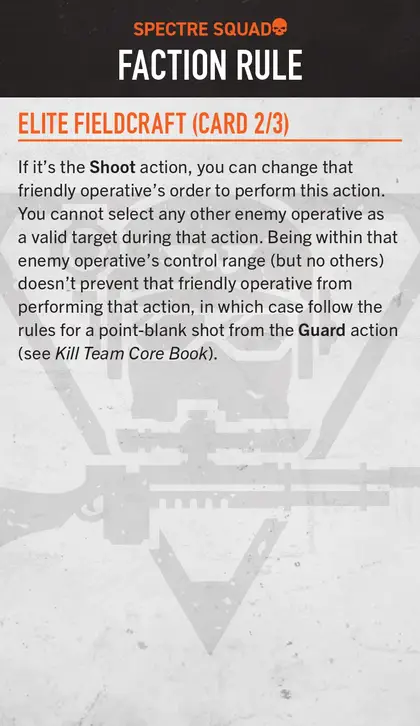 SPECTRE SQUAD
FACTION RULE
ELITE FIELDCRAFT (CARD 2/3)
If it’s the Shoot action, you can change that
friendly operative’s order to perform this action.
You cannot select any other enemy operative as
a valid target during that action. Being within that
enemy operative’s control range (but no others)
doesn’t prevent that friendly operative from
performing that action, in which case follow the
rules for a point-blank shot from the Guard action
(see Kill Team Core Book).